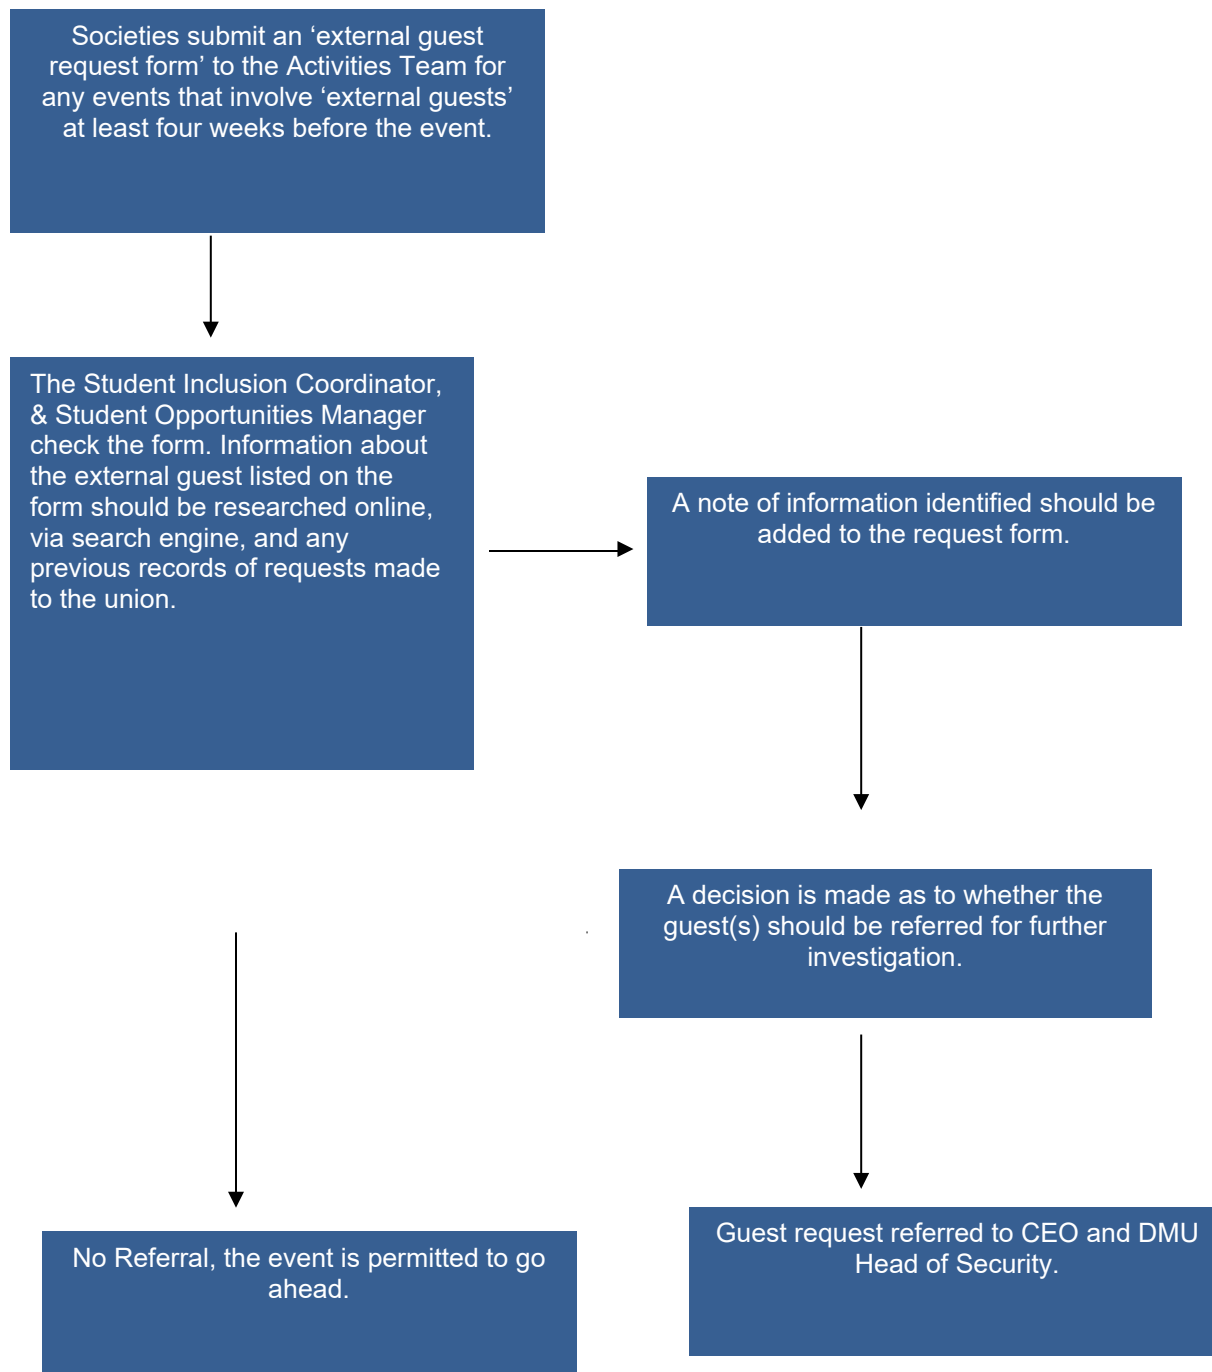 Societies submit an ‘external guest
request form’ to the Activities Team for
any events that involve ‘external guests’
at least four weeks before the event.
The Student Inclusion Coordinator,
& Student Opportunities Manager
check the form. Information about
the external guest listed on the
form should be researched online,
via search engine, and any
previous records of requests made
to the union.
A note of information identified should be
added to the request form.
A decision is made as to whether the
guest(s) should be referred for further
investigation.
No Referral, the event is permitted to go
ahead.
Guest request referred to CEO and DMU
Head of Security.